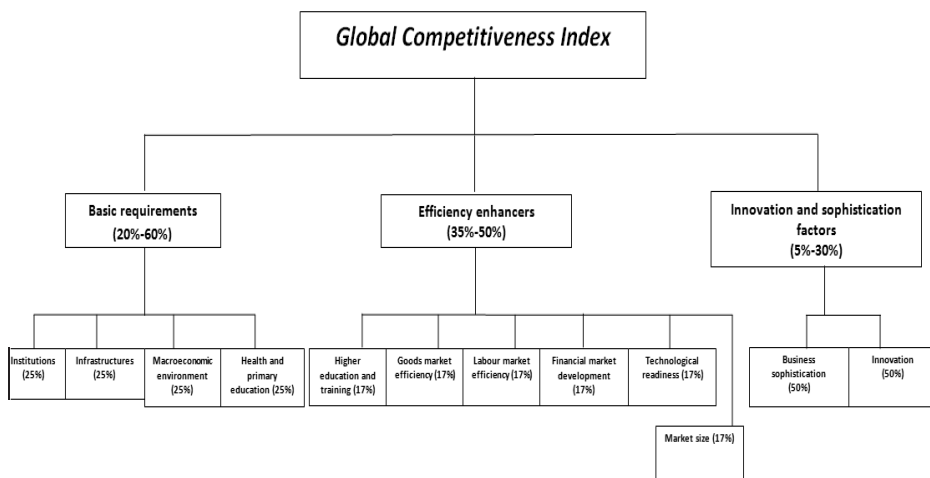 Global Competitiveness Index
Basic requirements
(20%-60%)
Efficiency enhancers
(35%-50%)
Innovation and sophistication
factors
(5%-30%)
Institutions
(25%)
Infrastructures
(25%)
Macroeconomic
environment
(25%)
Health and
primary
education (25%)
Higher
education and
training (17%)
Goods market
efficiency (17%)
Labour market
efficiency (17%)
Financial market
development
(17%)
Technological
readiness (17%)
Business
sophistication
(50%)
Innovation
(50%)
Market size (17%)